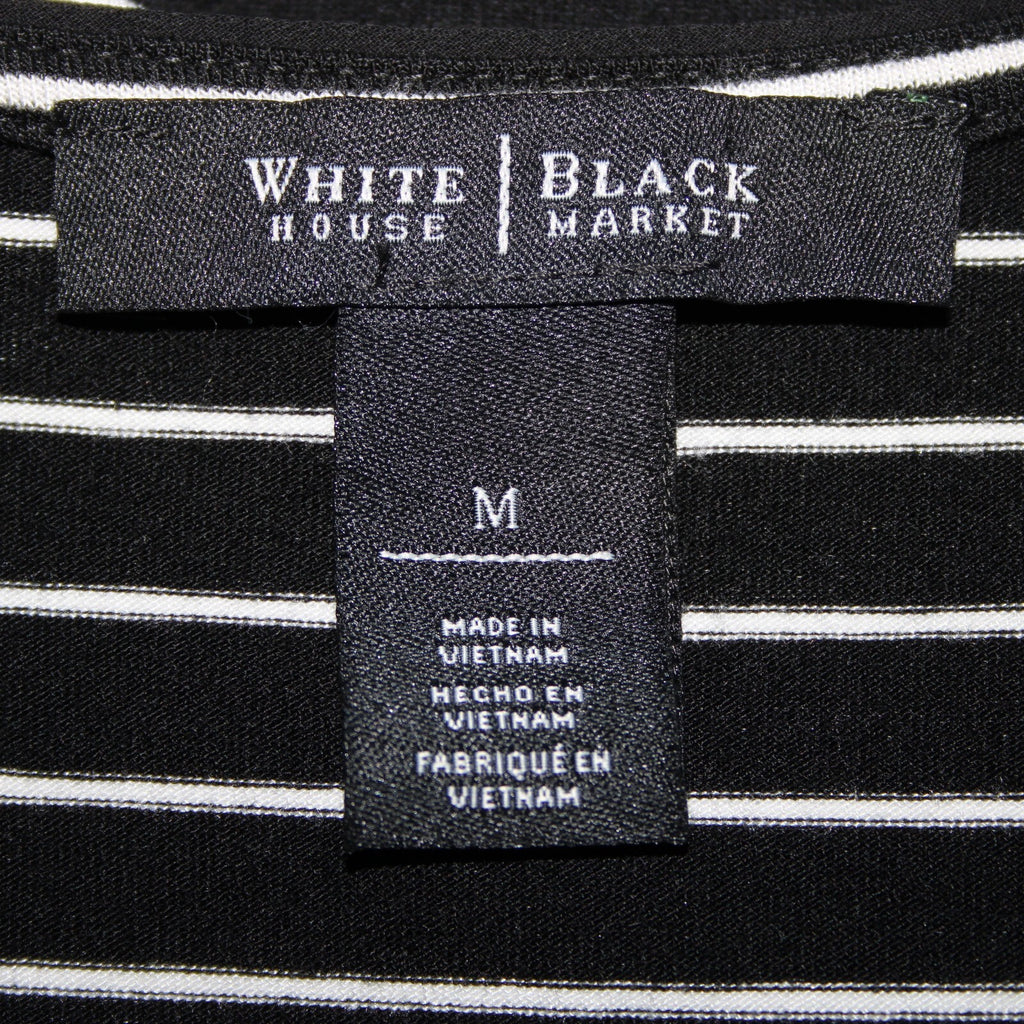 WHITE | BLACK
HOUSE | MARKET
M
MADE IN
VIETNAM
HECHO EN
VIETNAM
FABRIQUÉ EN
VIETNAM